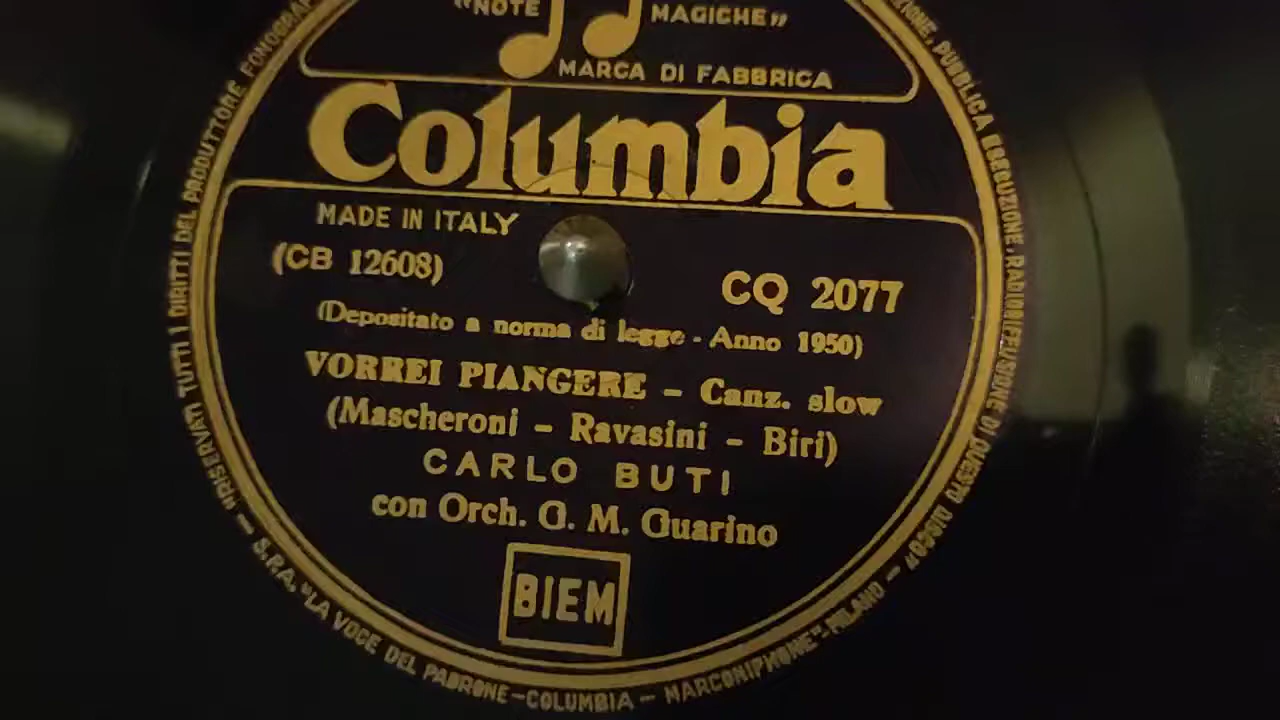 "NOTE MAGICHE"
MARCA DI FABBRICA
Columbia
MADE IN ITALY
(CB 12608)
CQ 2077
(Depositato a norma di legge - Anno 1950)
VORREI PIANGERE - Canz. slow
(Mascheroni - Ravasini - Biri)
CARLO BUTI
con Orch. G. M. Guarino
BIEM
S.P.A. "LA VOCE DEL PADRONE-COLUMBIA - MARCONIPHONE"-MILANO -
"RISERVATI TUTTI I DIRITTI DEL PRODUTTORE
PUBBLICA ESECUZIONE, RADIODIFFUSIONE DI QUESTO DISCO"